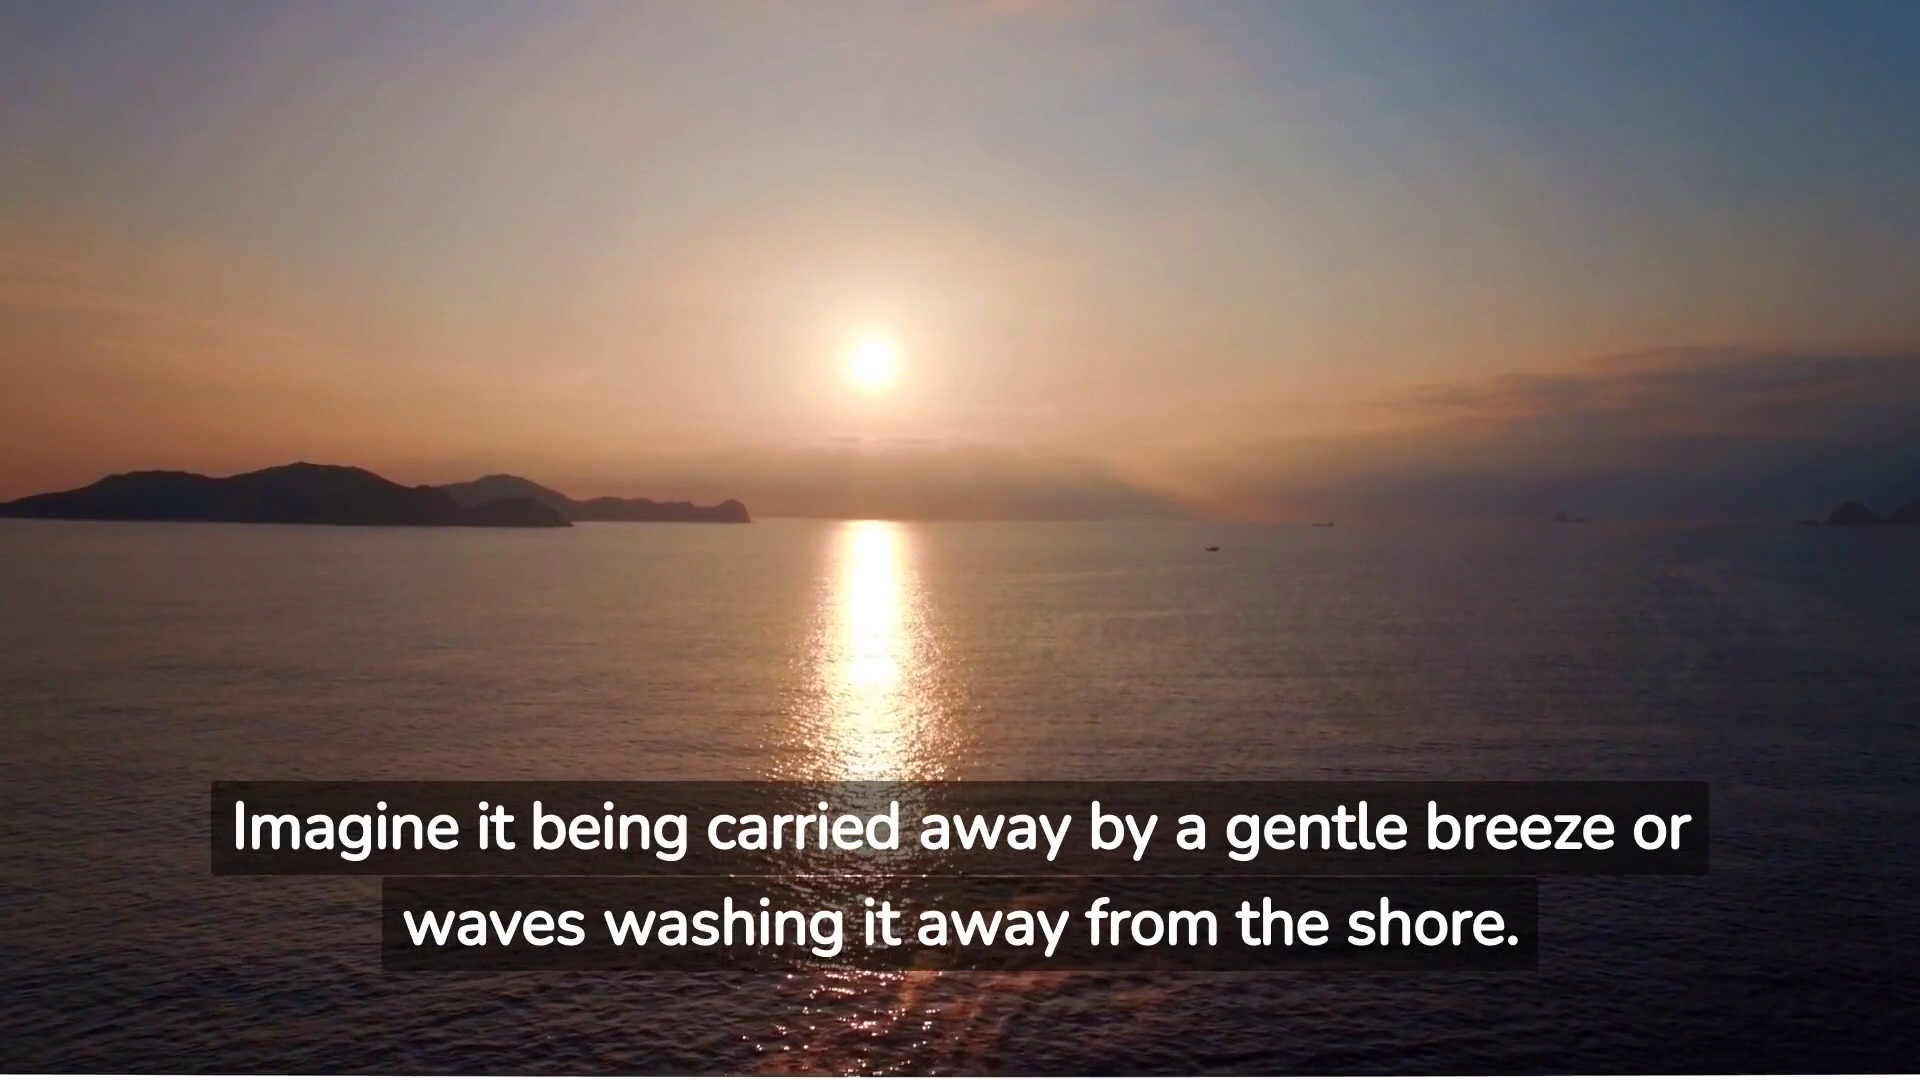 Imagine it being carried away by a gentle breeze or
waves washing it away from the shore.